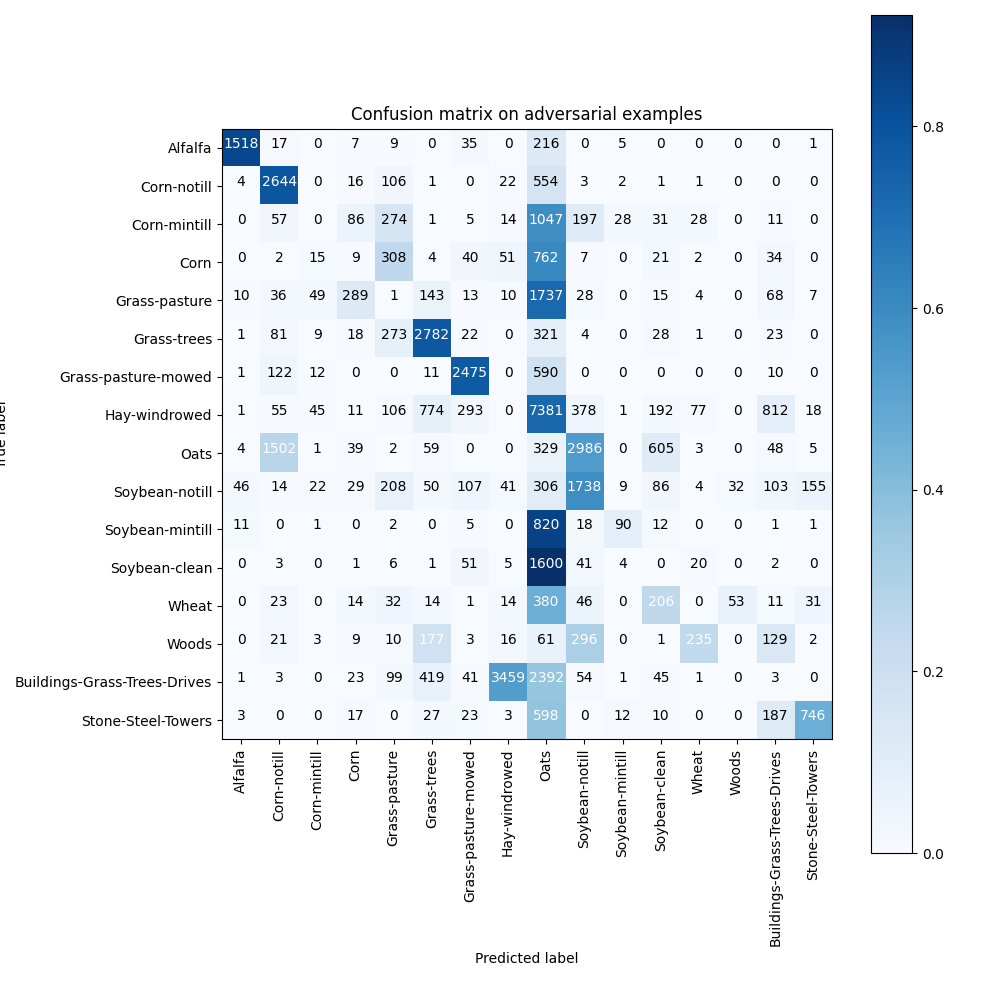 Confusion matrix on adversarial examples
Alfalfa 1518 17 0 7 9 0 35 0 216 0 5 0 0 0 0 1
Corn-notill 4 2644 0 16 106 1 0 22 554 3 2 1 1 0 0 0
Corn-mintill 0 57 0 86 274 1 5 14 1047 197 28 31 28 0 11 0
Corn 0 2 15 9 308 4 40 51 762 7 0 21 2 0 34 0
Grass-pasture 10 36 49 289 1 143 13 10 1737 28 0 15 4 0 68 7
Grass-trees 1 81 9 18 273 2782 22 0 321 4 0 28 1 0 23 0
Grass-pasture-mowed 1 122 12 0 0 11 2475 0 590 0 0 0 0 0 10 0
Hay-windrowed 1 55 45 11 106 774 293 0 7381 378 1 192 77 0 812 18
Oats 4 1502 1 39 2 59 0 0 329 2986 0 605 3 0 48 5
Soybean-notill 46 14 22 29 208 50 107 41 306 1738 9 86 4 32 103 155
Soybean-mintill 11 0 1 0 2 0 5 0 820 18 90 12 0 0 1 1
Soybean-clean 0 3 0 1 6 1 51 5 1600 41 4 0 20 0 2 0
Wheat 0 23 0 14 32 14 1 14 380 46 0 206 0 53 11 31
Woods 0 21 3 9 10 177 3 16 61 296 0 1 235 0 129 2
Buildings-Grass-Trees-Drives 1 3 0 23 99 419 41 3459 2392 54 1 45 1 0 3 0
Stone-Steel-Towers 3 0 0 17 0 27 23 3 598 0 12 10 0 0 187 746
Alfalfa
Corn-notill
Corn-mintill
Corn
Grass-pasture
Grass-trees
Grass-pasture-mowed
Hay-windrowed
Oats
Soybean-notill
Soybean-mintill
Soybean-clean
Wheat
Woods
Buildings-Grass-Trees-Drives
Stone-Steel-Towers
Predicted label
0.8
0.6
0.4
0.2
0.0